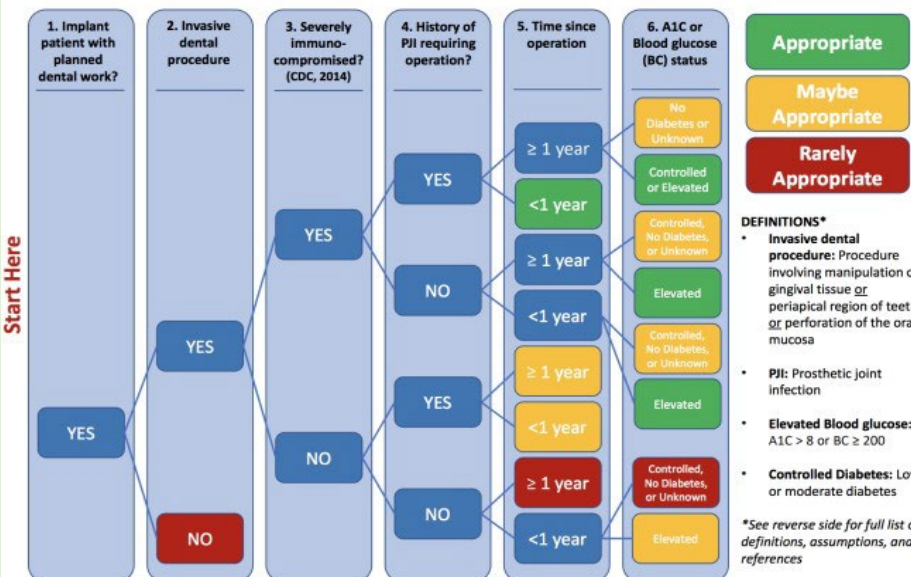 1. Implant
patient with
planned
dental work?
2. Invasive
dental
procedure
3. Severely
immuno-
compromised?
(CDC, 2014)
4. History of
PJI requiring
operation?
5. Time since
operation
6. A1C or
Blood glucose
(BC) status
Start Here
YES
YES
NO
YES
NO
YES
NO
YES
NO
≥ 1 year
<1 year
≥ 1 year
<1 year
≥ 1 year
<1 year
≥ 1 year
<1 year
No
Diabetes or
Unknown
Controlled
or Elevated
Controlled,
No Diabetes,
or Unknown
Elevated
Controlled,
No Diabetes,
or Unknown
Elevated
Controlled,
No Diabetes,
or Unknown
Elevated
Appropriate
Maybe
Appropriate
Rarely
Appropriate
DEFINITIONS*
• Invasive dental
procedure: Procedure
involving manipulation
gingival tissue or
periapical region of
or perforation of the
mucosa
• PJI: Prosthetic joint
infection
• Elevated Blood glucose:
A1C > 8 or BC ≥ 200
• Controlled Diabetes:
or moderate diabetes
*See reverse side for full list
definitions, assumptions, and
references